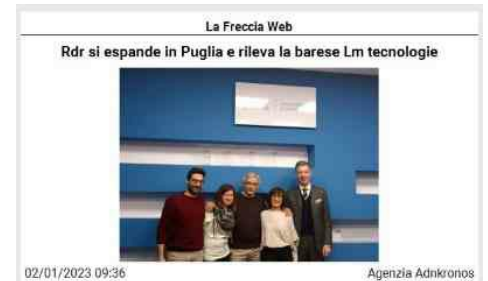 La Freccia Web
Rdr si espande in Puglia e rileva la barese Lm tecnologie
02/01/2023 09:36
Agenzia Adnkronos